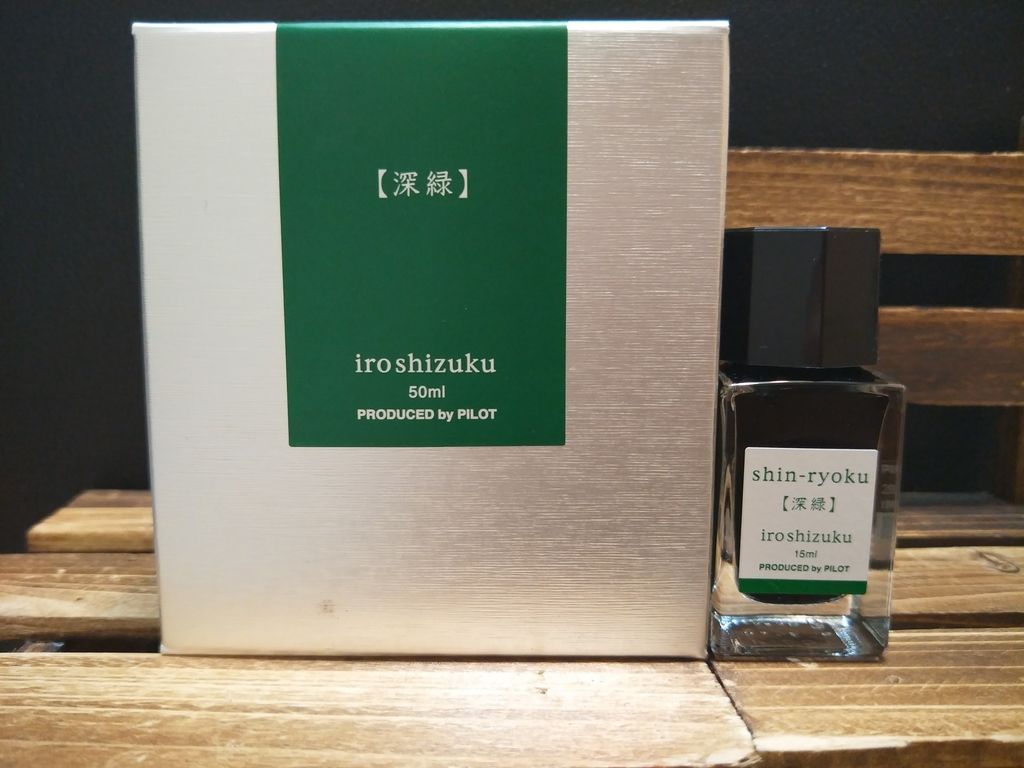 【深緑】
iroshizuku
50ml
PRODUCED by PILOT
shin-ryoku
【深緑】
iroshizuku
15ml
PRODUCED by PILOT